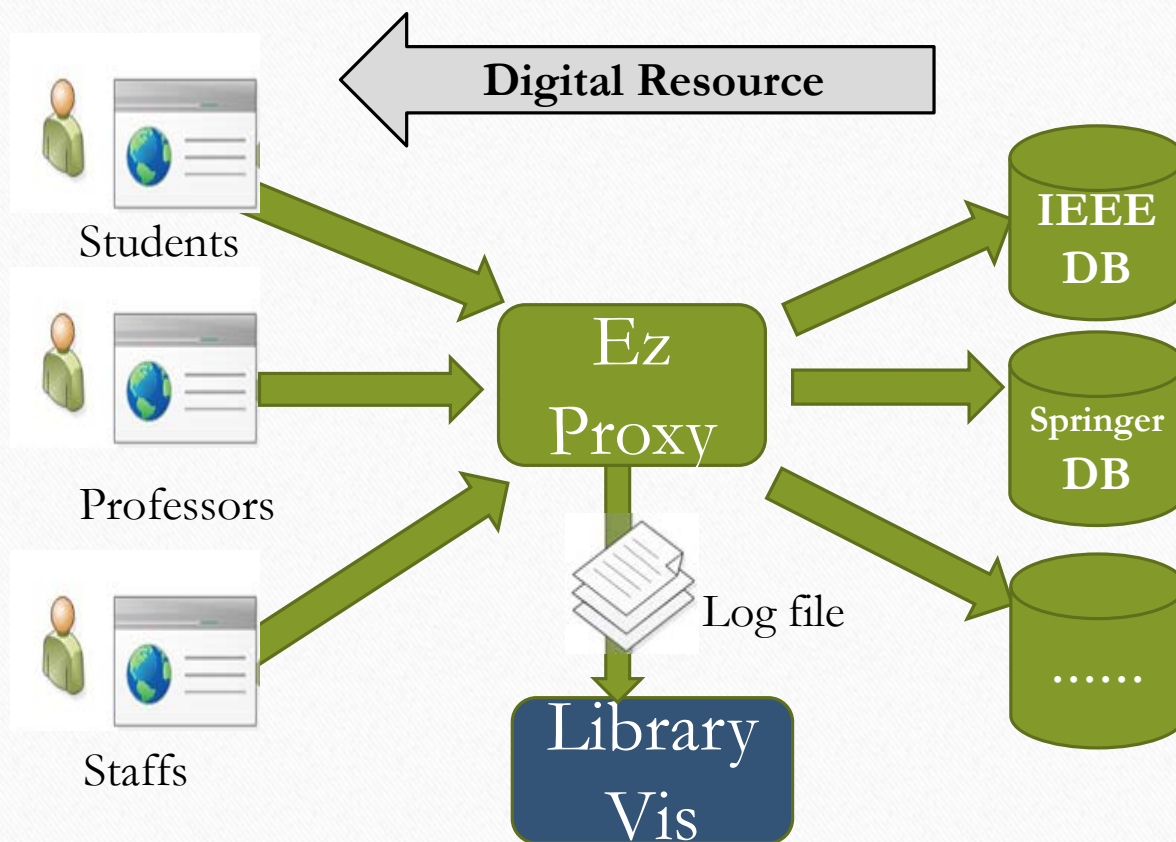 Digital Resource
Students
Professors
Staffs
Ez
Proxy
Log file
Library
Vis
IEEE
DB
Springer
DB
......